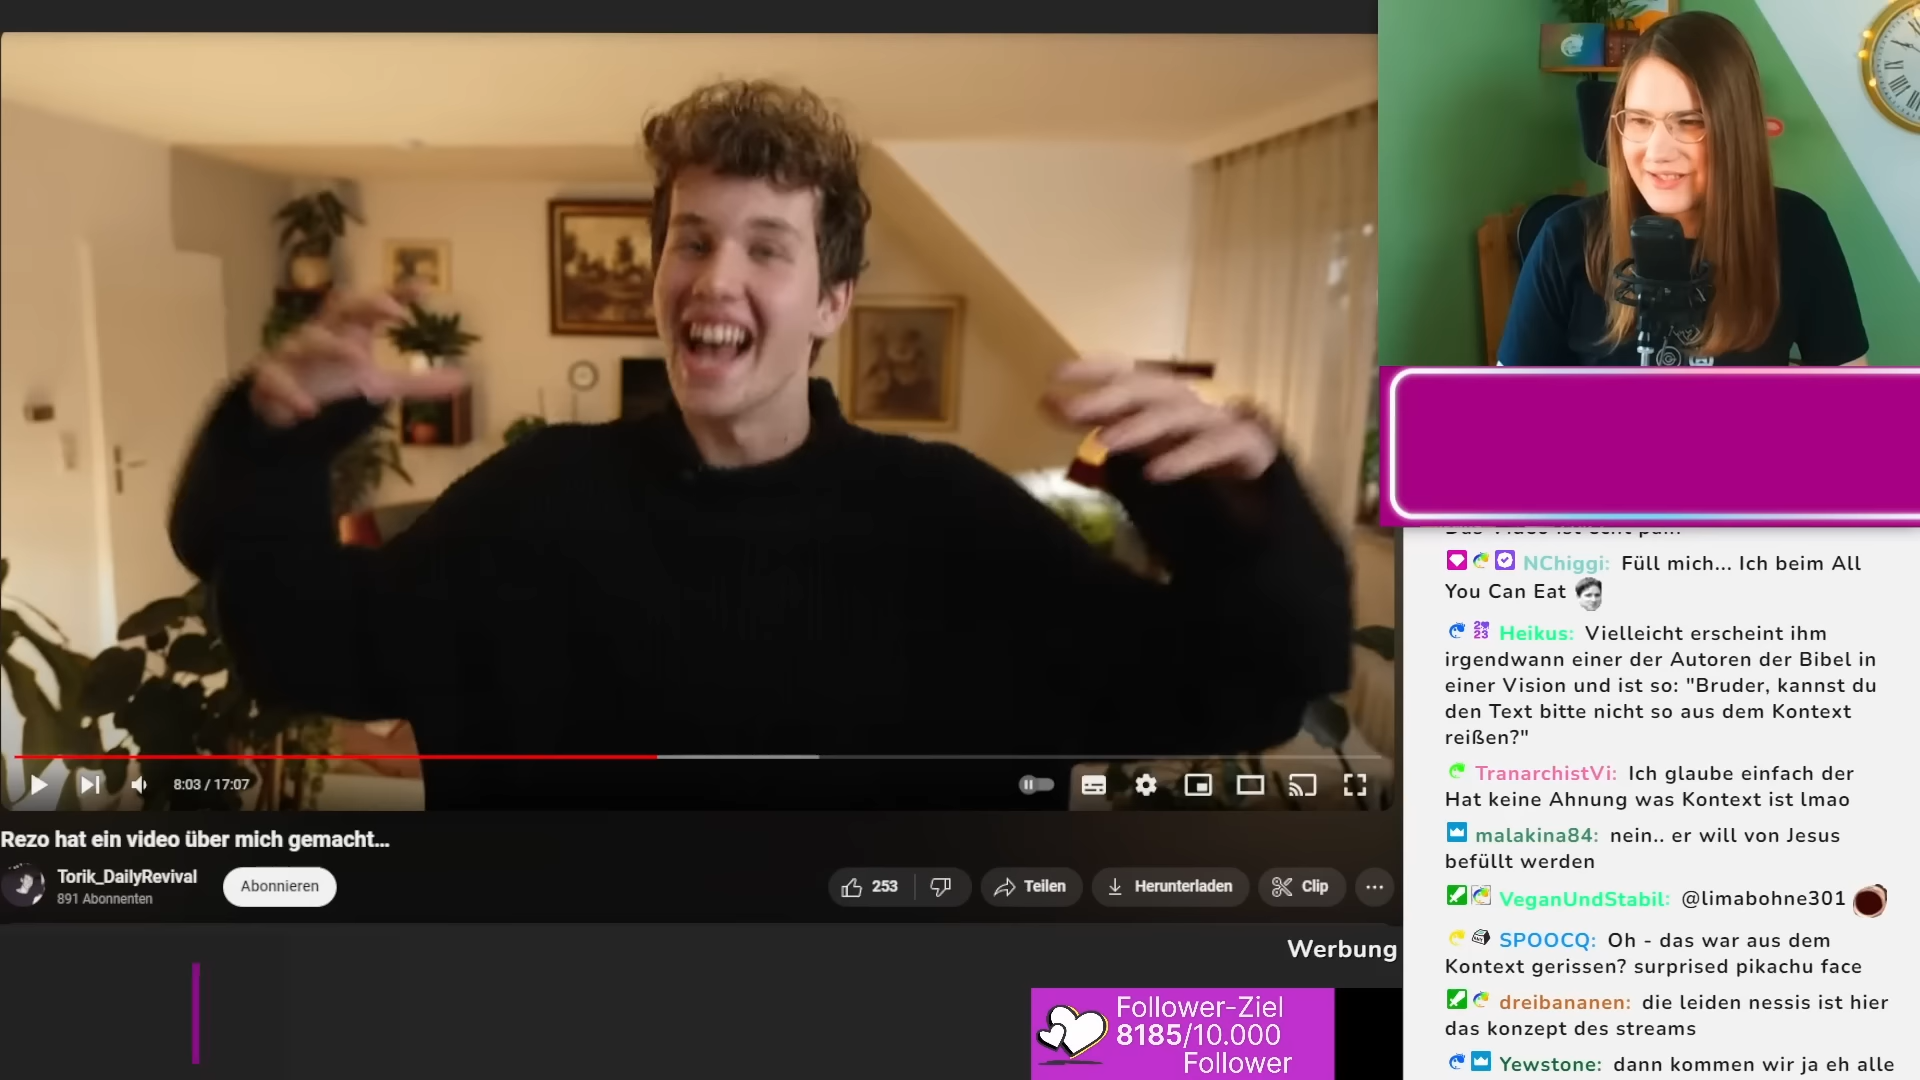 8:03 / 17:07
Rezo hat ein video über mich gemacht...
Torik_DailyRevival
891 Abonnenten
Abonnieren
253
Teilen
Herunterladen
Clip
Werbung
Follower-Ziel
8185/10.000
Follower
NChiggi: Füll mich... Ich beim All
You Can Eat
Heikus: Vielleicht erscheint ihm
irgendwann einer der Autoren der Bibel in
einer Vision und ist so: "Bruder, kannst du
den Text bitte nicht so aus dem Kontext
reißen?"
TranarchistVi: Ich glaube einfach der
Hat keine Ahnung was Kontext ist lmao
malakina84: nein.. er will von Jesus
befüllt werden
VeganUndStabil: @limabohne301
SPOOCQ: Oh - das war aus dem
Kontext gerissen? surprised pikachu face
dreibananen: die leiden nessis ist hier
das konzept des streams
Yewstone: dann kommen wir ja eh alle